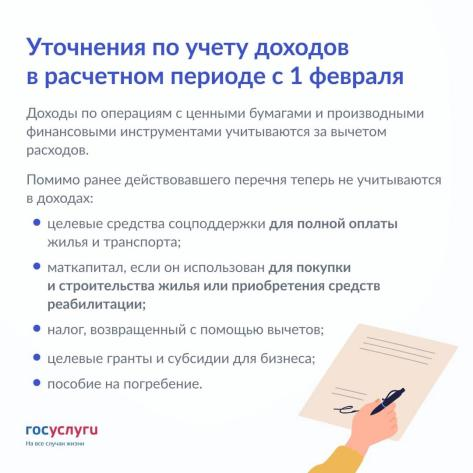 Уточнения по учету доходов
в расчетном периоде с 1 февраля
Доходы по операциям с ценными бумагами и производными
финансовыми инструментами учитываются за вычетом
расходов.
Помимо ранее действовавшего перечня теперь не учитываются
в доходах:
• целевые средства соцподдержки для полной оплаты
жилья и транспорта;
• маткапитал, если он использован для покупки
и строительства жилья или приобретения средств
реабилитации;
• налог, возвращенный с помощью вычетов;
• целевые гранты и субсидии для бизнеса;
• пособие на погребение.
госуслуги
На все случаи жизни